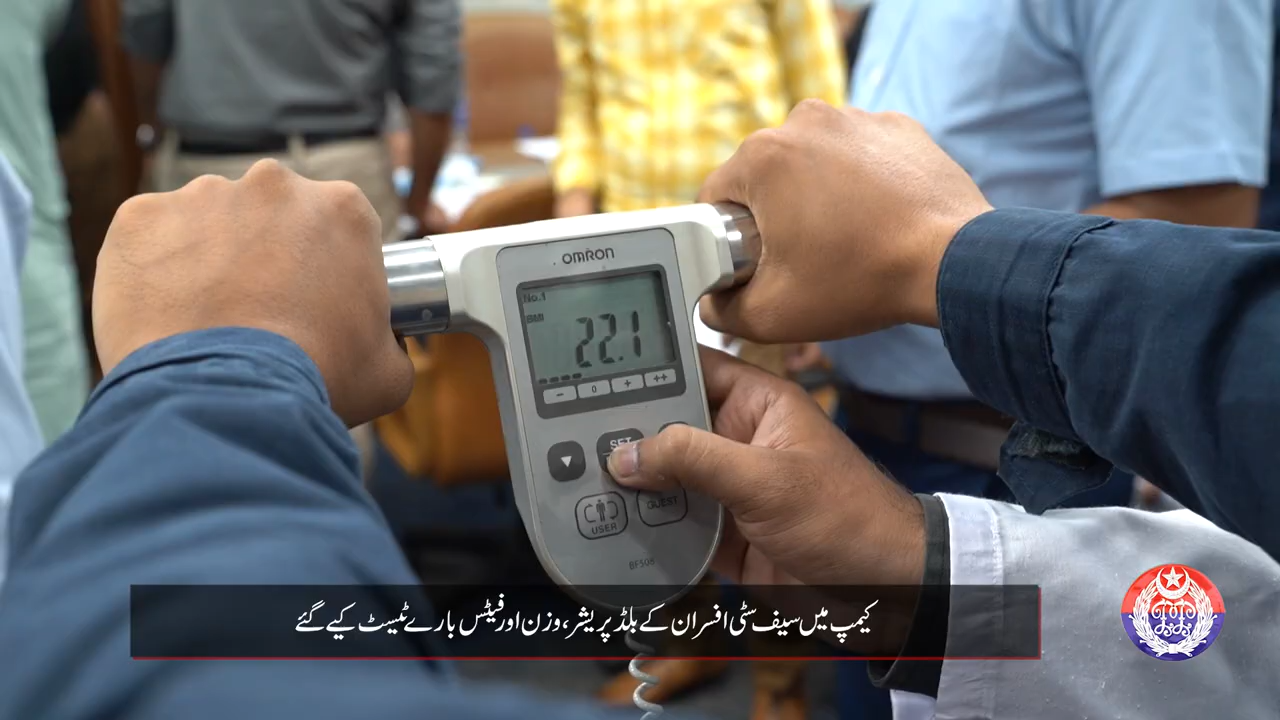 OMRON
No.1
BMI
22.1
− 0 + ++
SET
USER
GUEST
BF508
کیمپ میں سیف سٹی افسران کے بلڈ پریشر، وزن اور فیٹس بارے ٹیسٹ کیے گئے